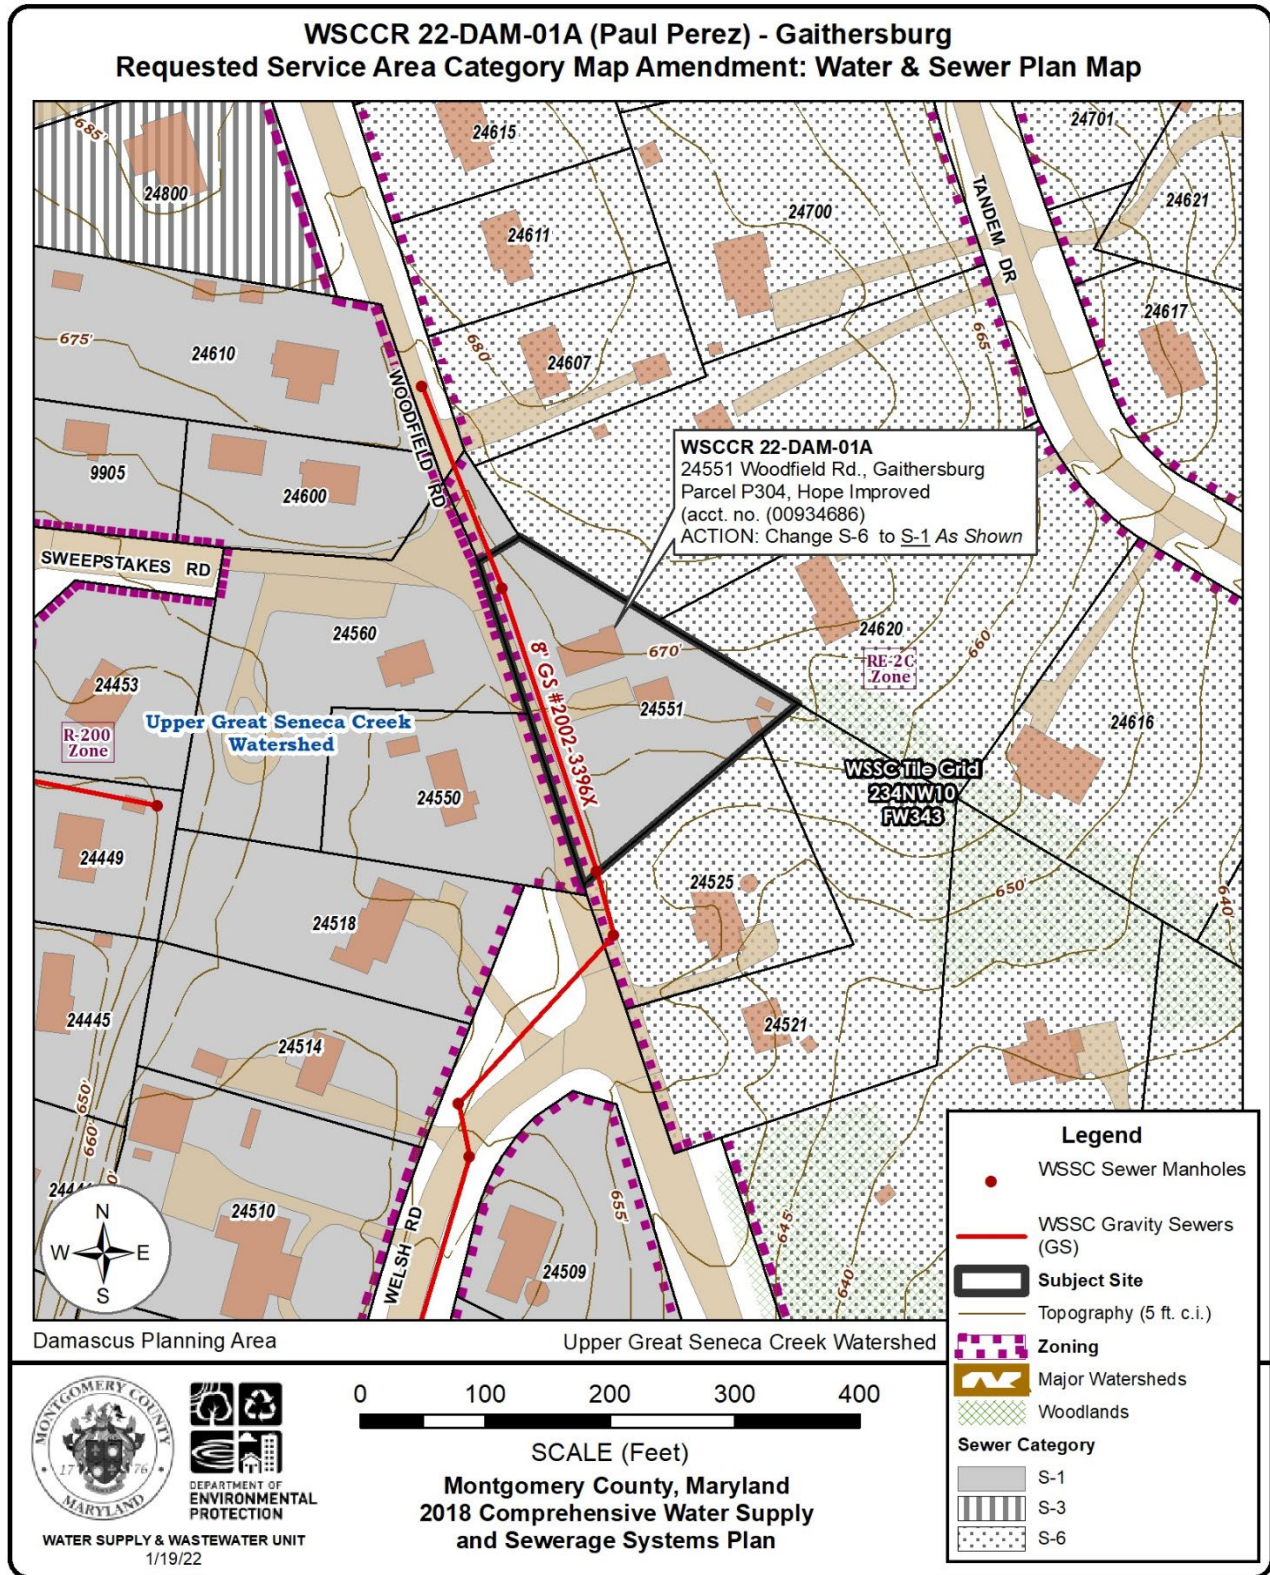 WSCCR 22-DAM-01A (Paul Perez) - Gaithersburg
Requested Service Area Category Map Amendment: Water & Sewer Plan Map
685'
24800
24615
24611
24700
24701
24621
TANDEM DR
24617
675'
24610
680'
24607
665'
WOODFIELD RD
9905
24600
WSCCR 22-DAM-01A
24551 Woodfield Rd., Gaithersburg
Parcel P304, Hope Improved
(acct. no. (00934686)
ACTION: Change S-6 to S-1 As Shown
SWEEPSTAKES RD
24560
8' GS #2002-3396X
670'
24620
660'
RE-2C
Zone
24453
24551
24616
R-200
Zone
Upper Great Seneca Creek
Watershed
24550
WSSC Tile Grid
234NW10
FW343
24449
24525
650'
640'
24518
24445
24521
24514
650'
660'
24510
655'
645'
640'
24509
WELSH RD
N
W E
S
Damascus Planning Area
Upper Great Seneca Creek Watershed
Legend
WSSC Sewer Manholes
WSSC Gravity Sewers
(GS)
Subject Site
Topography (5 ft. c.i.)
Zoning
Major Watersheds
Woodlands
Sewer Category
S-1
S-3
S-6
MONTGOMERY COUNTY
17 76
MARYLAND
DEPARTMENT OF
ENVIRONMENTAL
PROTECTION
WATER SUPPLY & WASTEWATER UNIT
1/19/22
0 100 200 300 400
SCALE (Feet)
Montgomery County, Maryland
2018 Comprehensive Water Supply
and Sewerage Systems Plan